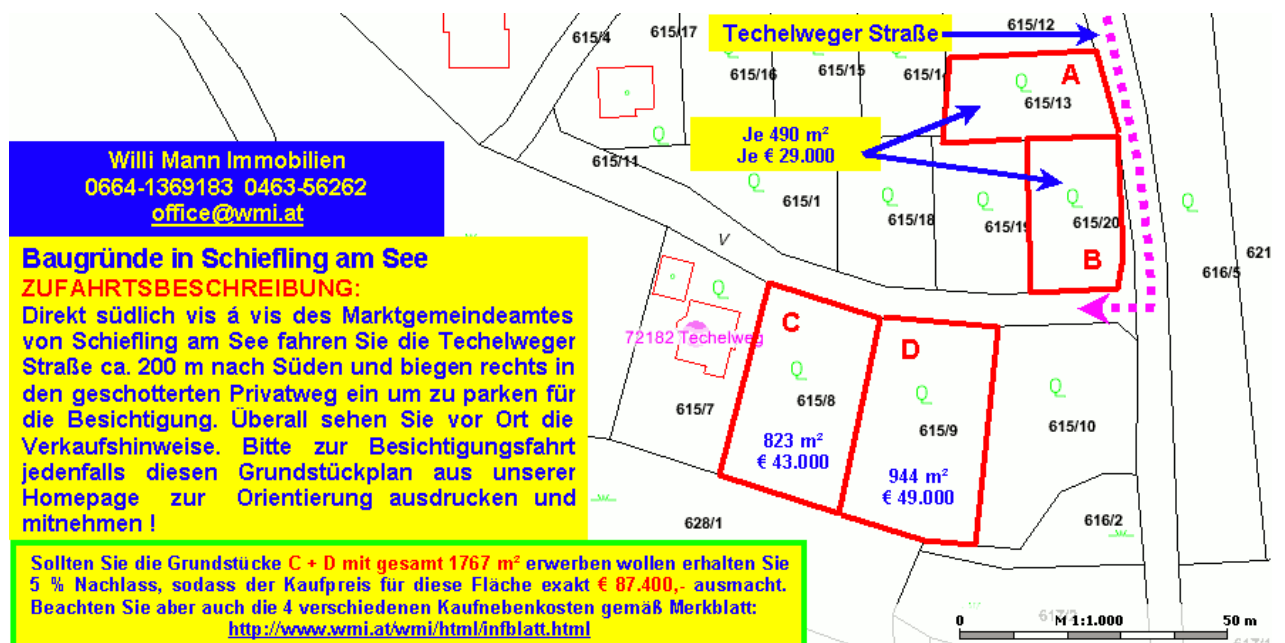 Techelweger Straße
615/12
615/4
615/17
615/16
615/15
A
615/13
Je 490 m²
Je € 29.000
615/11
615/1
615/18
615/20
B
616/5
621
V
Willi Mann Immobilien
0664-1369183 0463-56262
office@wmi.at
Baugründe in Schiefling am See
ZUFAHRTSBESCHREIBUNG:
Direkt südlich vis á vis des Marktgemeindeamtes
von Schiefling am See fahren Sie die Techelweger
Straße ca. 200 m nach Süden und biegen rechts in
den geschotterten Privatweg ein um zu parken für
die Besichtigung. Überall sehen Sie vor Ort die
Verkaufshinweise. Bitte zur Besichtigungsfahrt
jedenfalls diesen Grundstückplan aus unserer
Homepage zur Orientierung ausdrucken und
mitnehmen !
72182 Techelweg
C
D
615/7
615/8
615/9
615/10
823 m²
€ 43.000
944 m²
€ 49.000
628/1
616/2
Sollten Sie die Grundstücke C + D mit gesamt 1767 m² erwerben wollen erhalten Sie
5 % Nachlass, sodass der Kaufpreis für diese Fläche exakt € 87.400,- ausmacht.
Beachten Sie aber auch die 4 verschiedenen Kaufnebenkosten gemäß Merkblatt:
http://www.wmi.at/wmi/html/infblatt.html
0 M 1:1.000 50 m